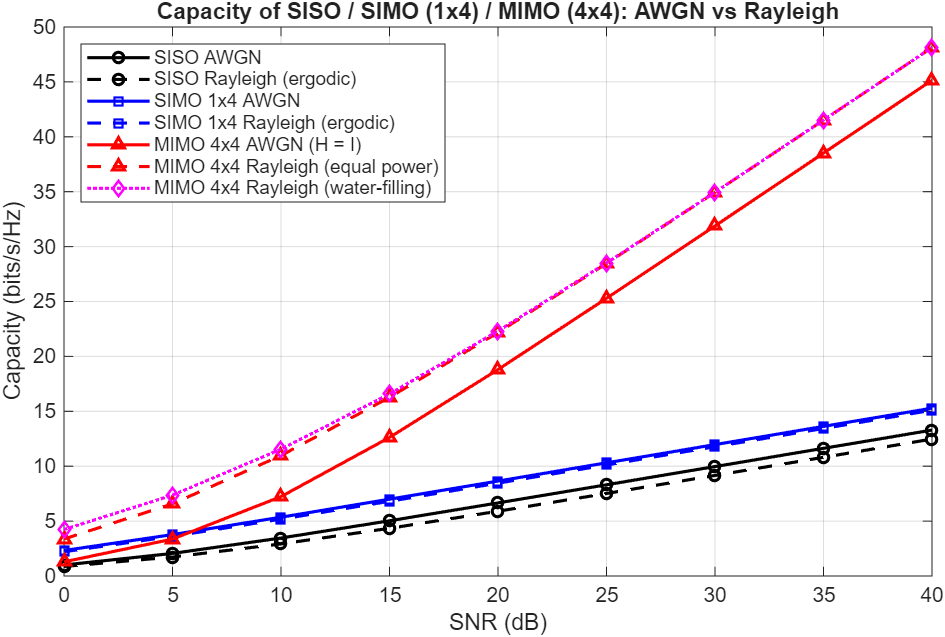 Capacity of SISO / SIMO (1x4) / MIMO (4x4): AWGN vs Rayleigh
SISO AWGN
SISO Rayleigh (ergodic)
SIMO 1x4 AWGN
SIMO 1x4 Rayleigh (ergodic)
MIMO 4x4 AWGN (H = I)
MIMO 4x4 Rayleigh (equal power)
MIMO 4x4 Rayleigh (water-filling)
Capacity (bits/s/Hz)
50
45
40
35
30
25
20
15
10
5
0
0 5 10 15 20 25 30 35 40
SNR (dB)